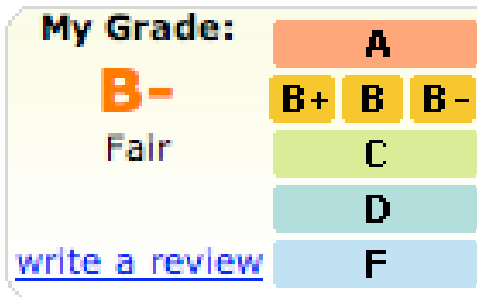 My Grade:
B-
Fair
write a review
A
B+ B B-
C
D
F